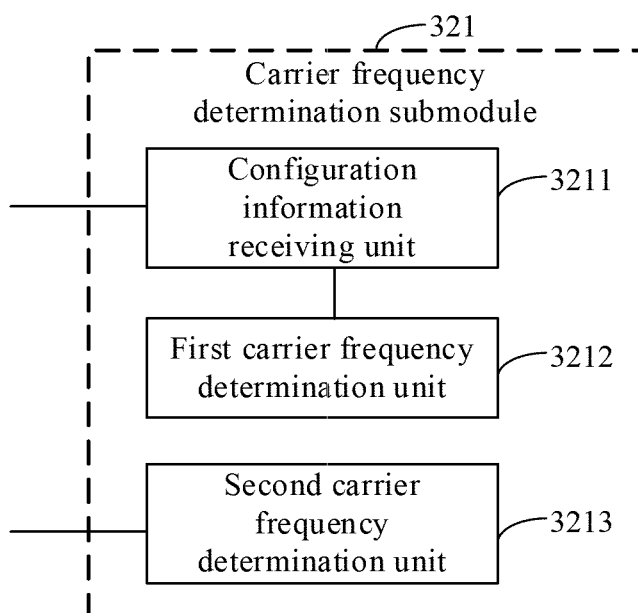 321
Carrier frequency
determination submodule
Configuration
information
receiving unit
3211
First carrier frequency
determination unit
3212
Second carrier
frequency
determination unit
3213